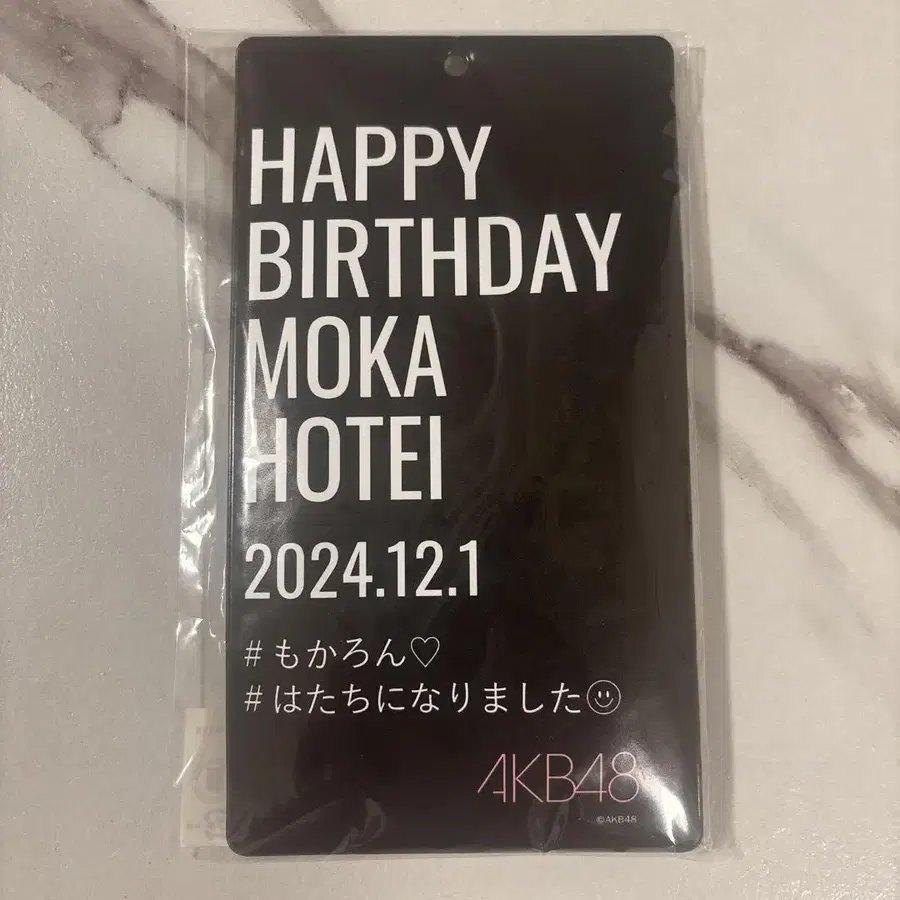 HAPPY
BIRTHDAY
MOKA
HOTEI
2024.12.1
# もかろん♡
# はたちになりました☺
AKB48
©AKB48